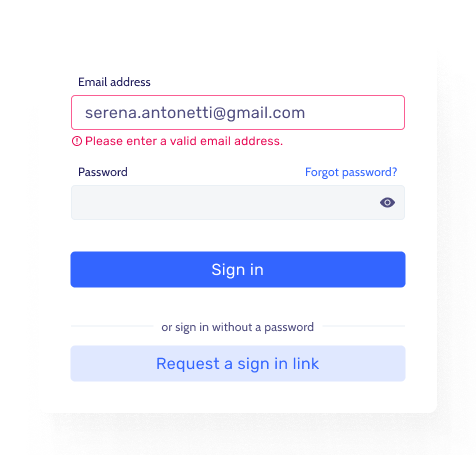 Email address
serena.antonetti@gmail.com
Please enter a valid email address.
Password Forgot password?
Sign in
or sign in without a password
Request a sign in link